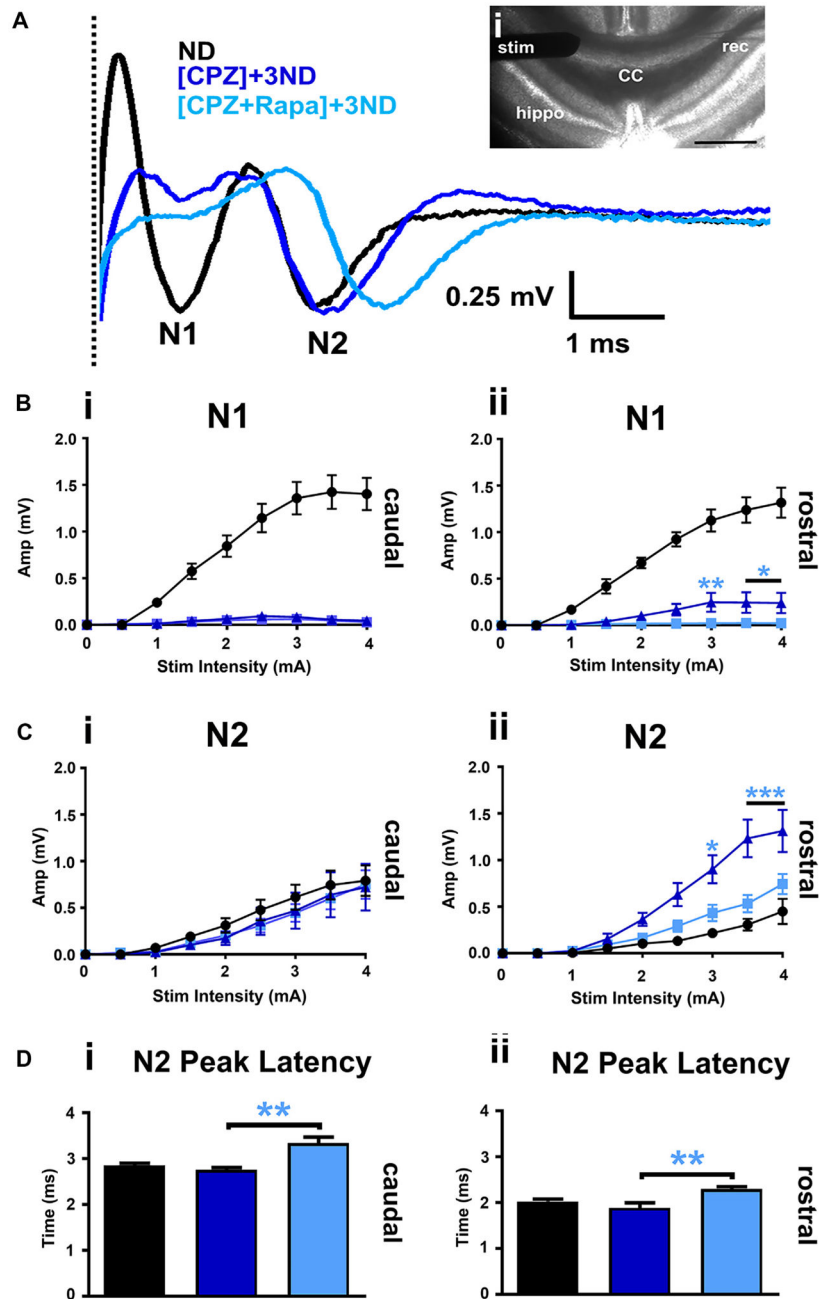 A
ND
[CPZ]+3ND
[CPZ+Rapa]+3ND
i
stim
rec
CC
hippo
N1
N2
0.25 mV
1 ms
B
i
N1
Amp (mV)
2.0
1.5
1.0
0.5
0.0
0 1 2 3 4
Stim Intensity (mA)
caudal
ii
N1
Amp (mV)
2.0
1.5
1.0
0.5
0.0
** *
0 1 2 3 4
Stim Intensity (mA)
rostral
C
i
N2
Amp (mV)
2.0
1.5
1.0
0.5
0.0
0 1 2 3 4
Stim Intensity (mA)
caudal
ii
N2
Amp (mV)
2.0
1.5
1.0
0.5
0.0
* ***
0 1 2 3 4
Stim Intensity (mA)
rostral
D
i
N2 Peak Latency
Time (ms)
4
3
2
1
0
**
caudal
ii
N2 Peak Latency
Time (ms)
4
3
2
1
0
**
rostral